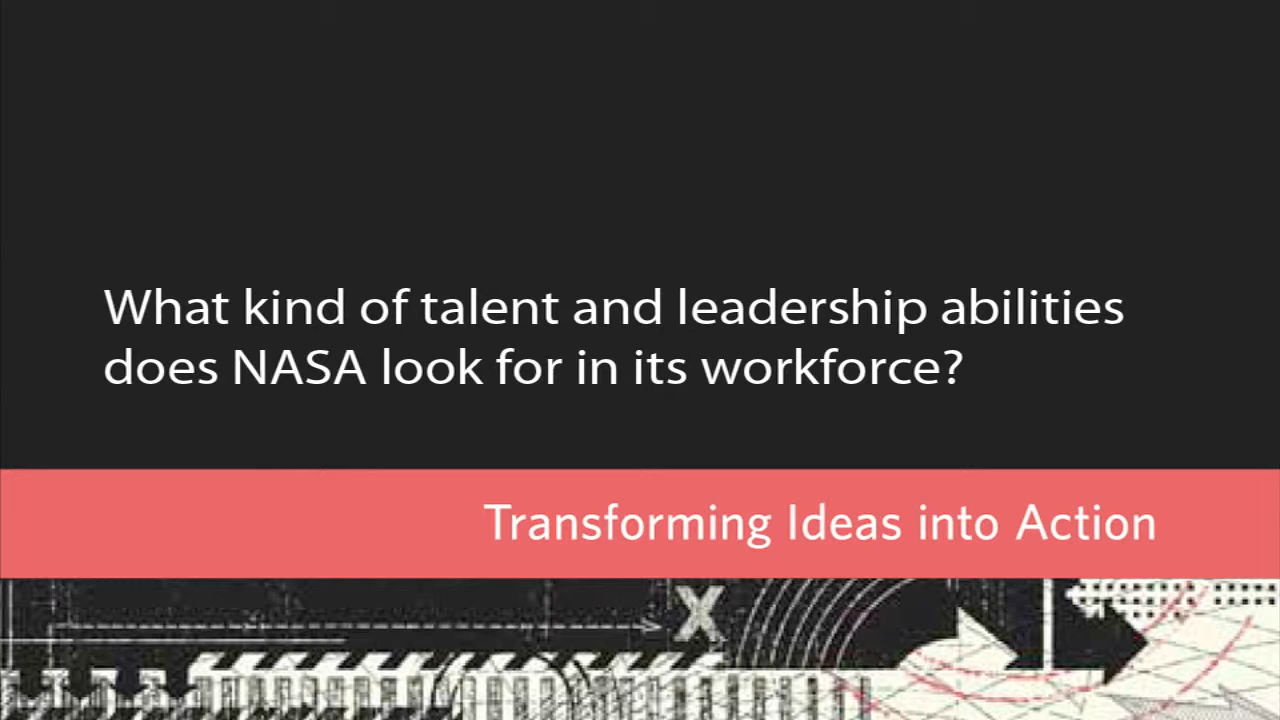 What kind of talent and leadership abilities
does NASA look for in its workforce?
Transforming Ideas into Action
X